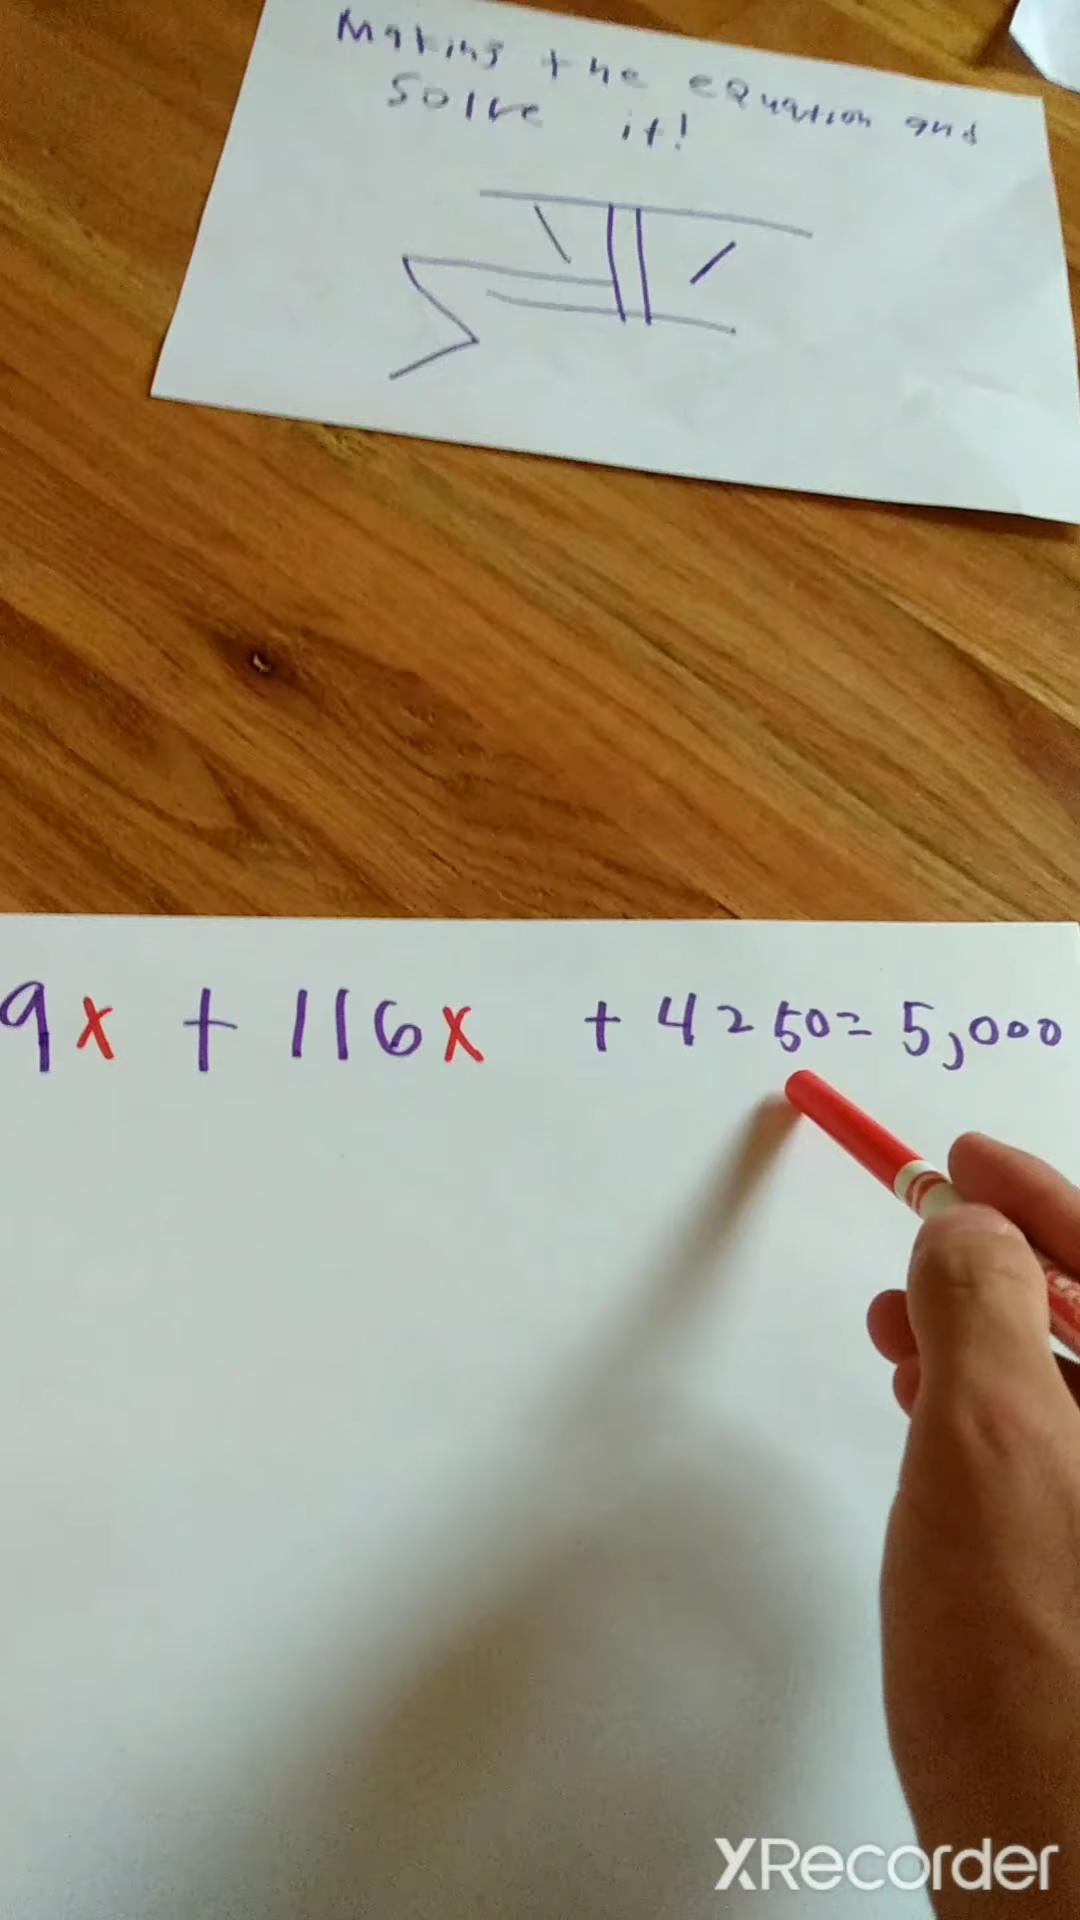 Making the equation and
solve it!
9x + 116x + 4250= 5,000
XRecorder